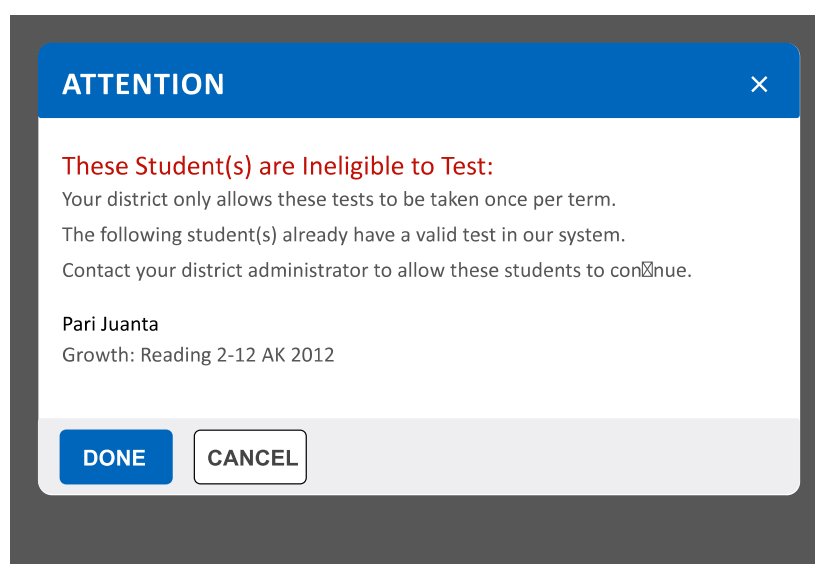 ATTENTION
These Student(s) are Ineligible to Test:
Your district only allows these tests to be taken once per term.
The following student(s) already have a valid test in our system.
Contact your district administrator to allow these students to con☒nue.
Pari Juanta
Growth: Reading 2-12 AK 2012
DONE CANCEL